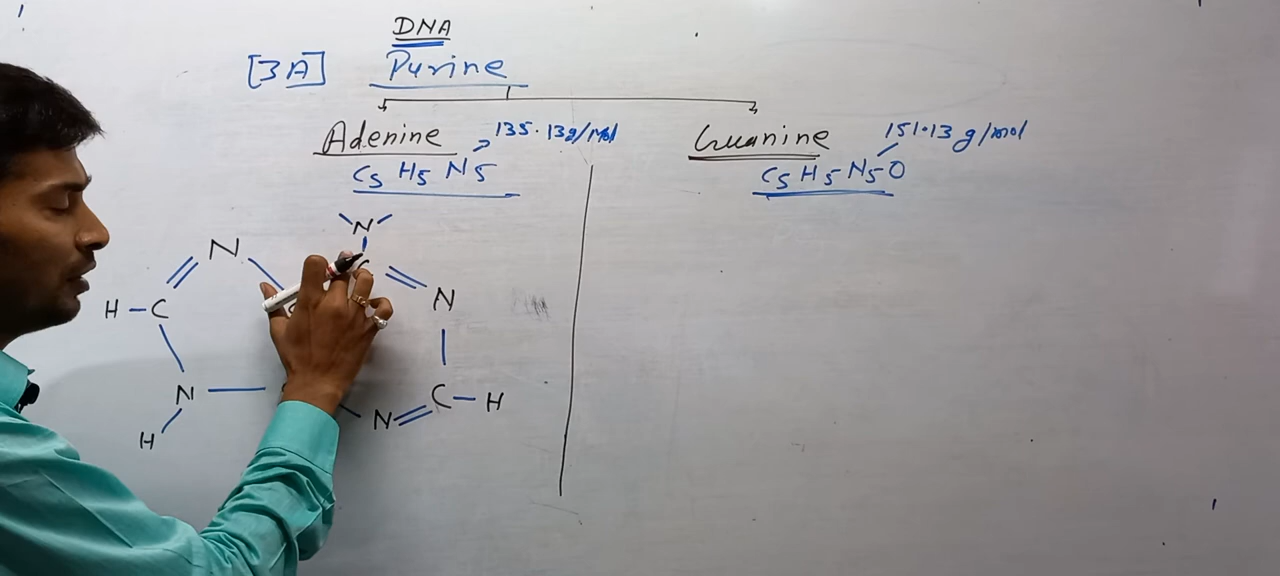 DNA
[3A] Purine
Adenine 135.13g/Mol Guanine 151.13 g/mol
C5 H5 N5 C5 H5 N5 O
N
N C
H C N
N C H
H N